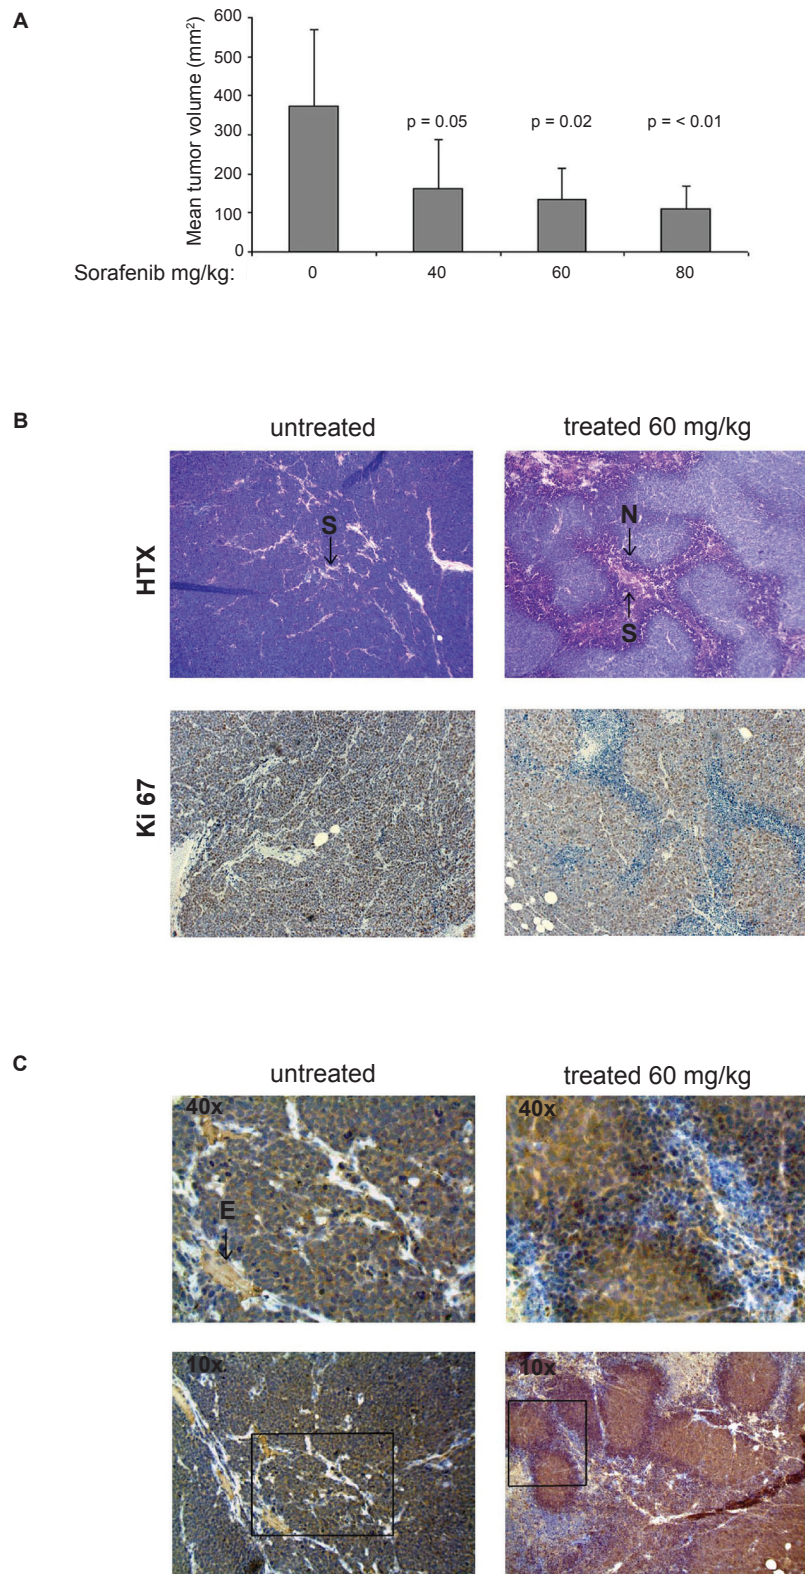 A
Mean tumor volume (mm²)
600
500
400
300
200
100
0
p = 0.05
p = 0.02
p = < 0.01
Sorafenib mg/kg:
0
40
60
80
B
untreated
treated 60 mg/kg
HTX
S
N
S
Ki 67
C
untreated
treated 60 mg/kg
40x
40x
E
10x
10x